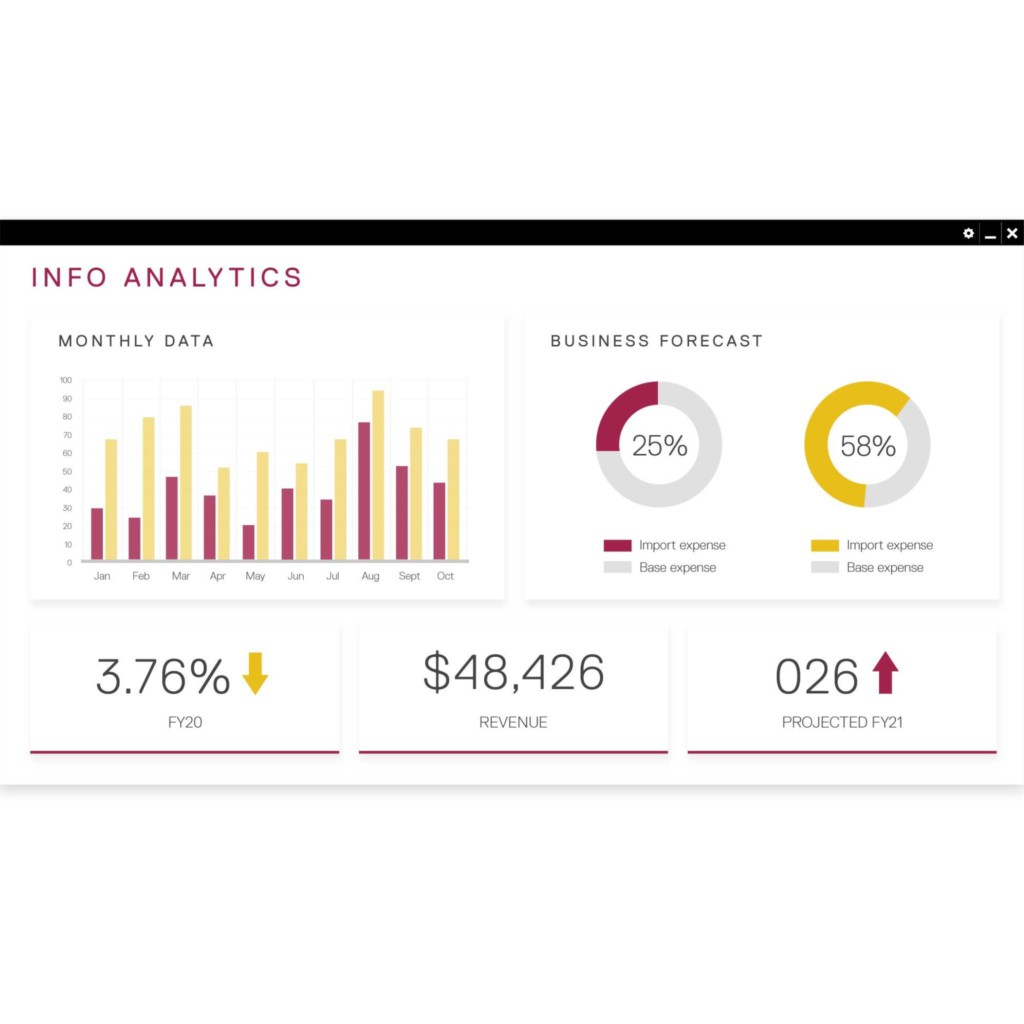 INFO ANALYTICS
MONTHLY DATA
100
90
80
70
60
50
40
30
20
10
0
Jan Feb Mar Apr May Jun Jul Aug Sept Oct
BUSINESS FORECAST
25%
58%
Import expense
Base expense
Import expense
Base expense
3.76%
FY20
$48,426
REVENUE
026
PROJECTED FY21